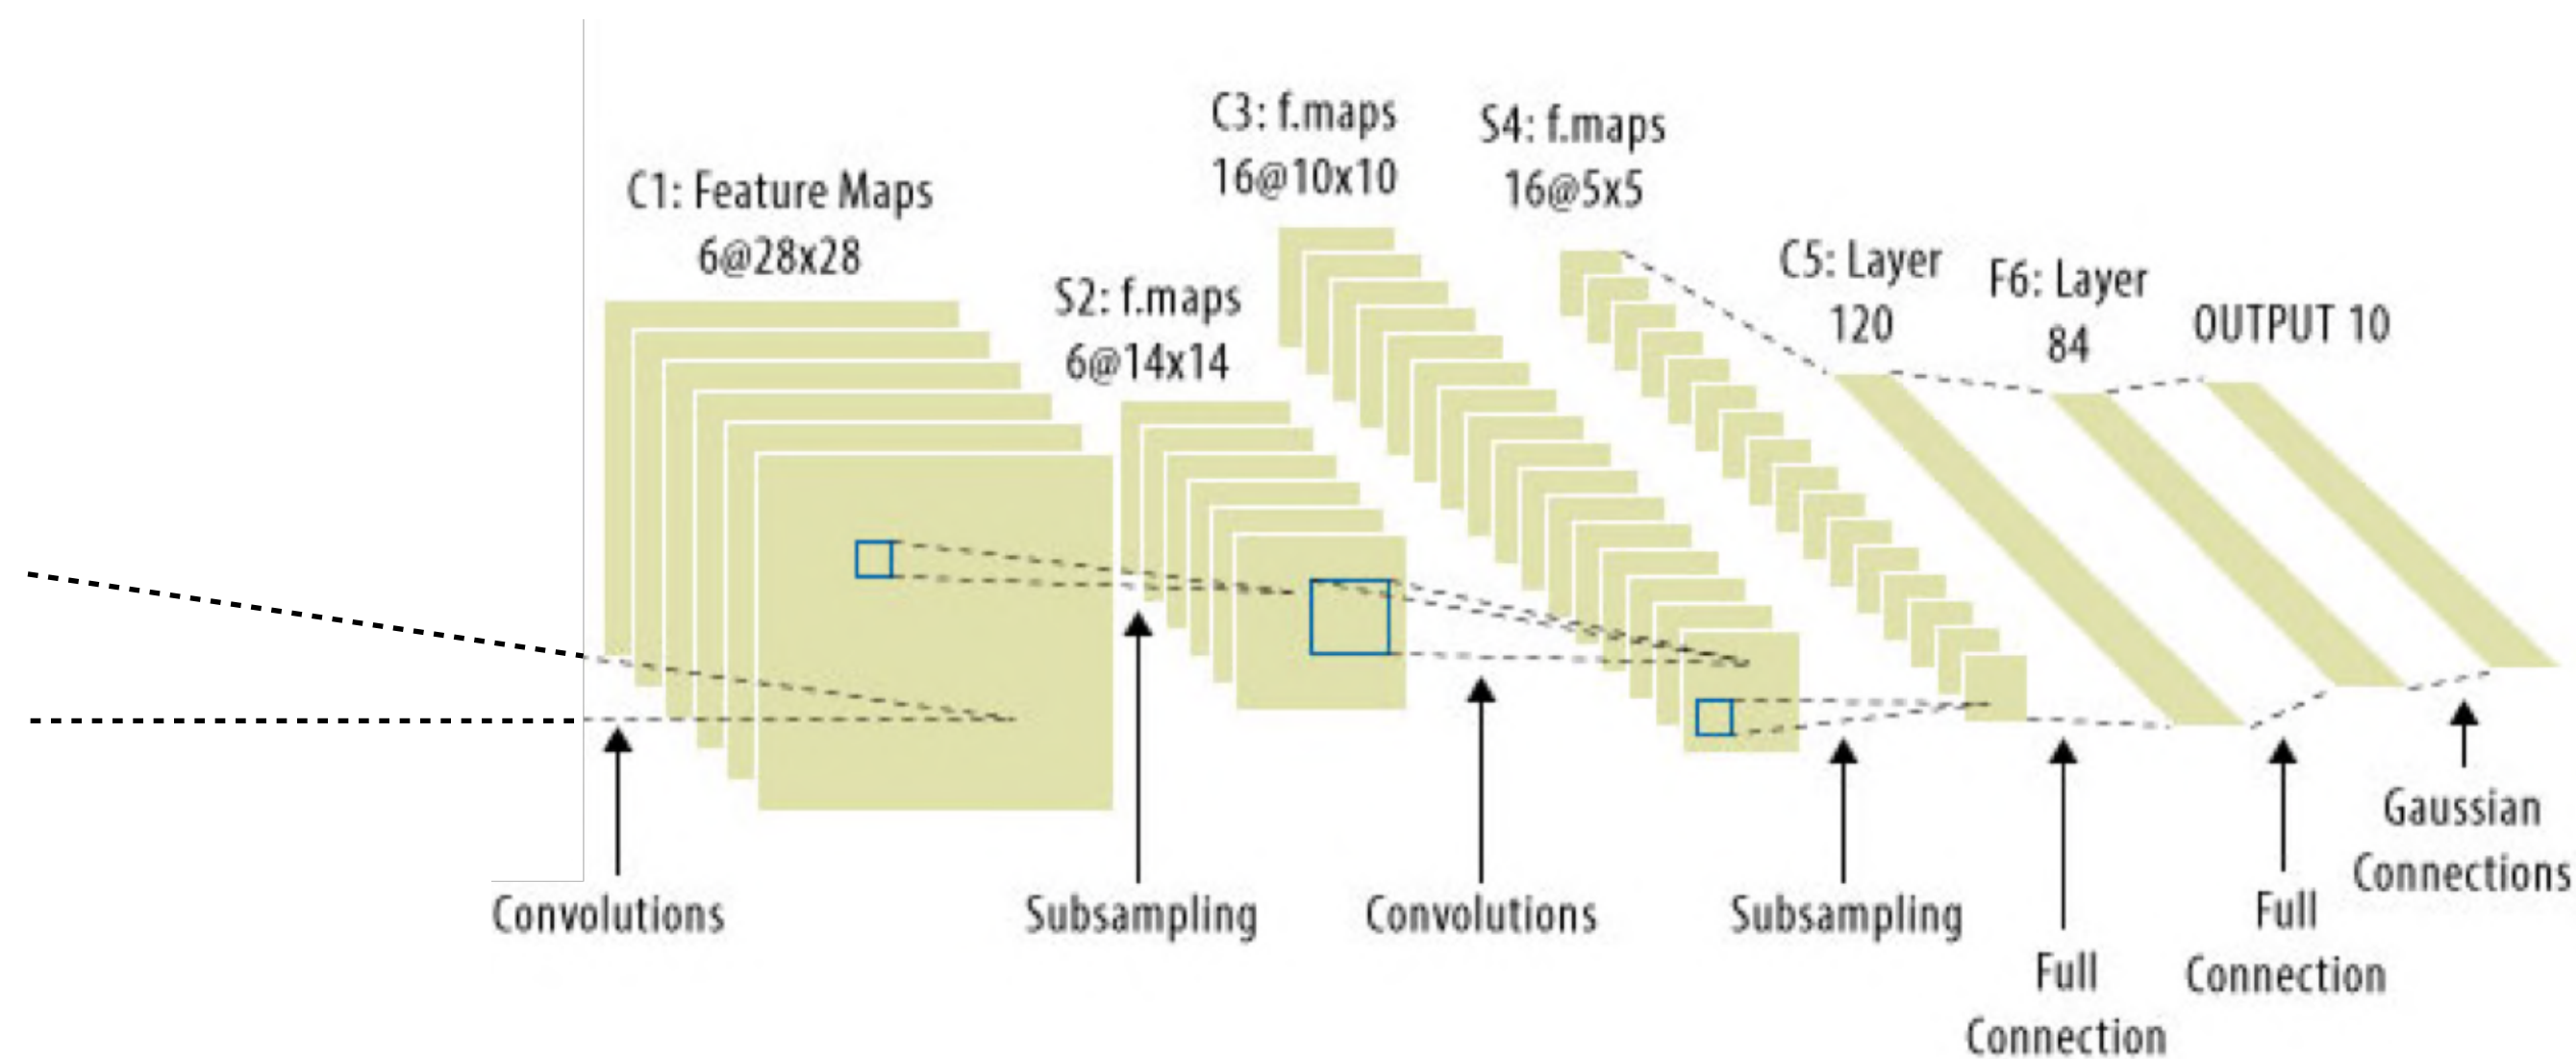 C1: Feature Maps
6@28x28
S2: f.maps
6@14x14
C3: f.maps
16@10x10
S4: f.maps
16@5x5
C5: Layer
120
F6: Layer
84
OUTPUT 10
Convolutions
Subsampling
Convolutions
Subsampling
Full
Connection
Full
Connection
Gaussian
Connections